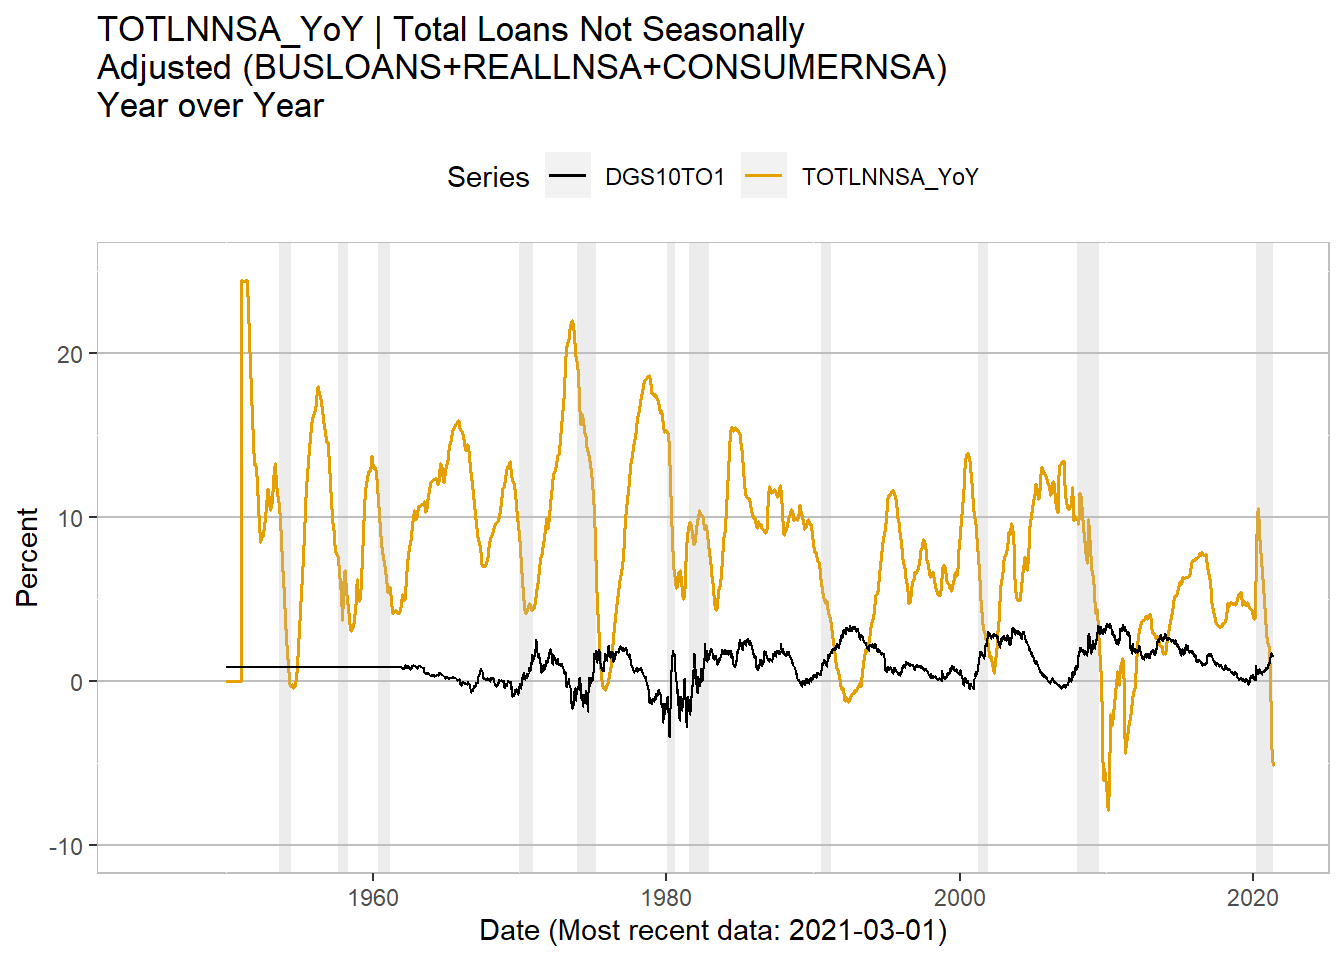 TOTLNNSA_YoY | Total Loans Not Seasonally
Adjusted (BUSLOANS+REALLNSA+CONSUMERNSA)
Year over Year
Series DGS10TO1 TOTLNNSA_YoY
Percent
20
10
0
-10
1960 1980 2000 2020
Date (Most recent data: 2021-03-01)